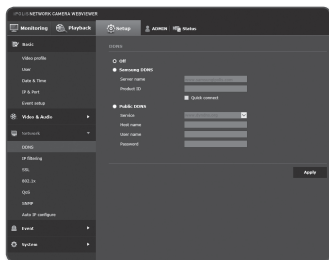 iPOLiS NETWORK CAMERA WEBVIEWER
Monitoring
Playback
Setup
ADMIN
Status
Basic
Video profile
User
Date & Time
IP & Port
Event setup
Video & Audio
Network
DDNS
IP filtering
SSL
802.1x
QoS
SNMP
Auto IP configure
Event
System
DDNS
Off
Samsung DDNS
Server name
Product ID
Quick connect
Public DDNS
Service
Host name
User name
Password
Apply